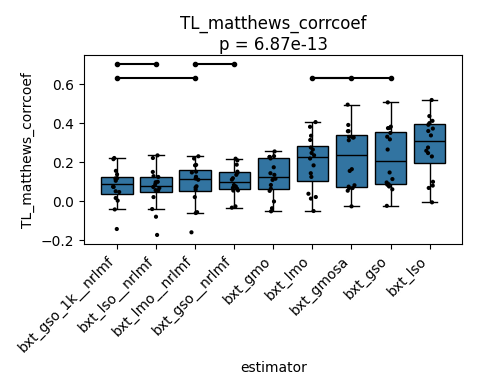 TL_matthews_corrcoef
p = 6.87e-13
TL_matthews_corrcoef
0.6
0.4
0.2
0.0
−0.2
bxt_gso_1k__nrlmf
bxt_lso__nrlmf
bxt_lmo__nrlmf
bxt_gso__nrlmf
bxt_gmo
bxt_lmo
bxt_gmosa
bxt_gso
bxt_lso
estimator